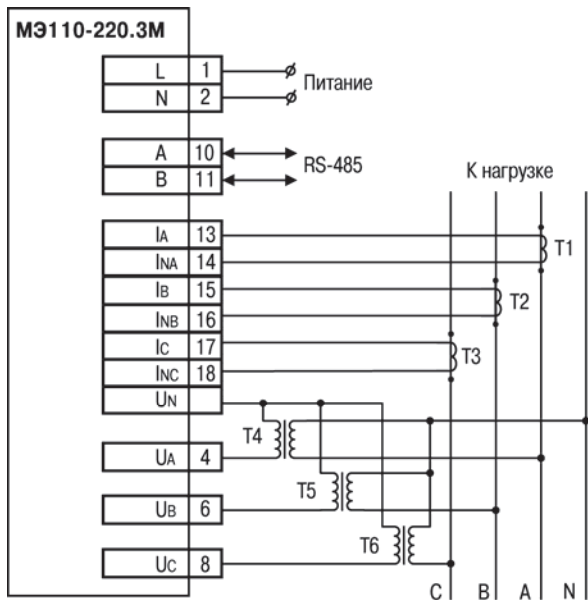 МЭ110-220.3М
L 1
N 2
Питание
A 10
B 11
RS-485
К нагрузке
IA 13
INA 14
T1
IB 15
INB 16
T2
IC 17
INC 18
T3
UN
T4
UA 4
T5
UB 6
T6
UC 8
C B A N